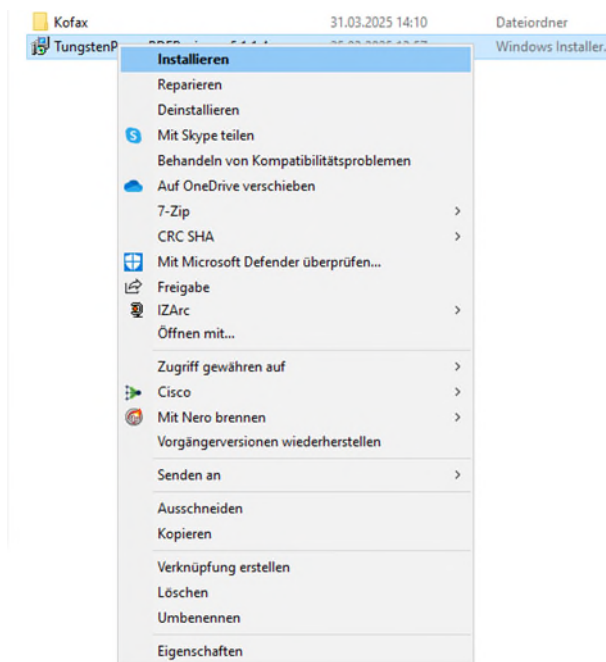 Kofax 31.03.2025 14:10 Dateiordner
TungstenP Windows Installer
Installieren
Reparieren
Deinstallieren
Mit Skype teilen
Behandeln von Kompatibilitätsproblemen
Auf OneDrive verschieben
7-Zip
CRC SHA
Mit Microsoft Defender überprüfen...
Freigabe
IZArc
Öffnen mit...
Zugriff gewähren auf
Cisco
Mit Nero brennen
Vorgängerversionen wiederherstellen
Senden an
Ausschneiden
Kopieren
Verknüpfung erstellen
Löschen
Umbenennen
Eigenschaften